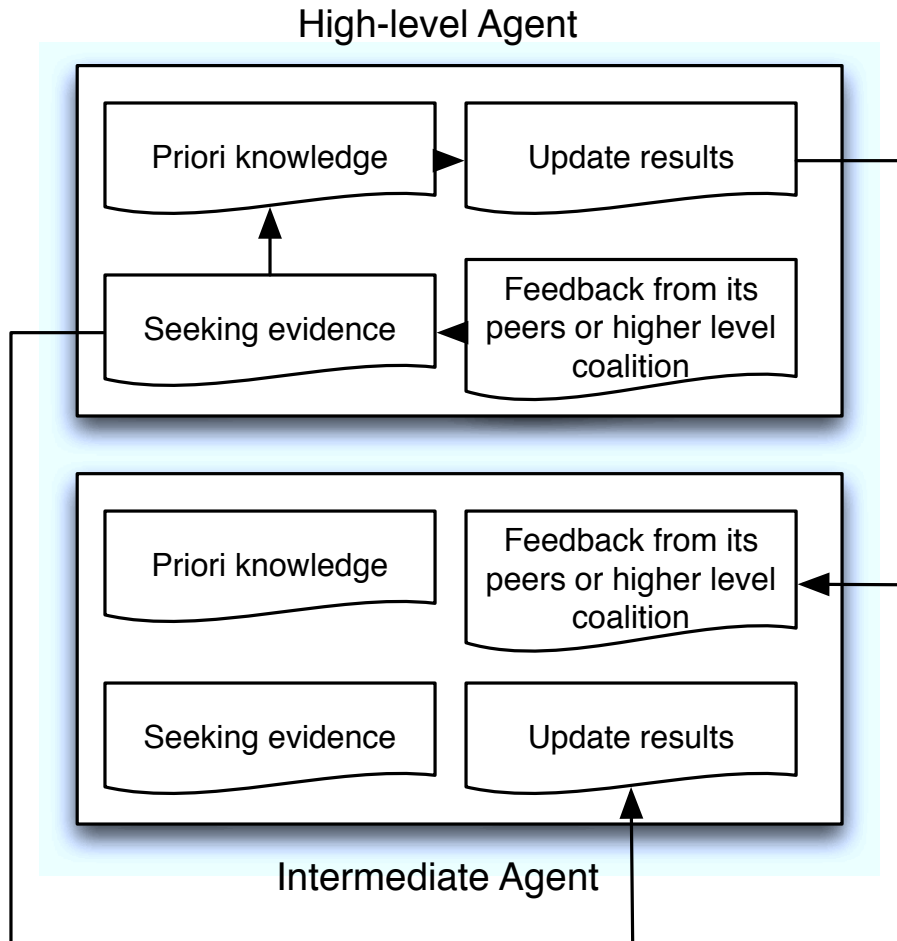 High-level Agent
Priori knowledge
Update results
Seeking evidence
Feedback from its
peers or higher level
coalition
Priori knowledge
Feedback from its
peers or higher level
coalition
Seeking evidence
Update results
Intermediate Agent